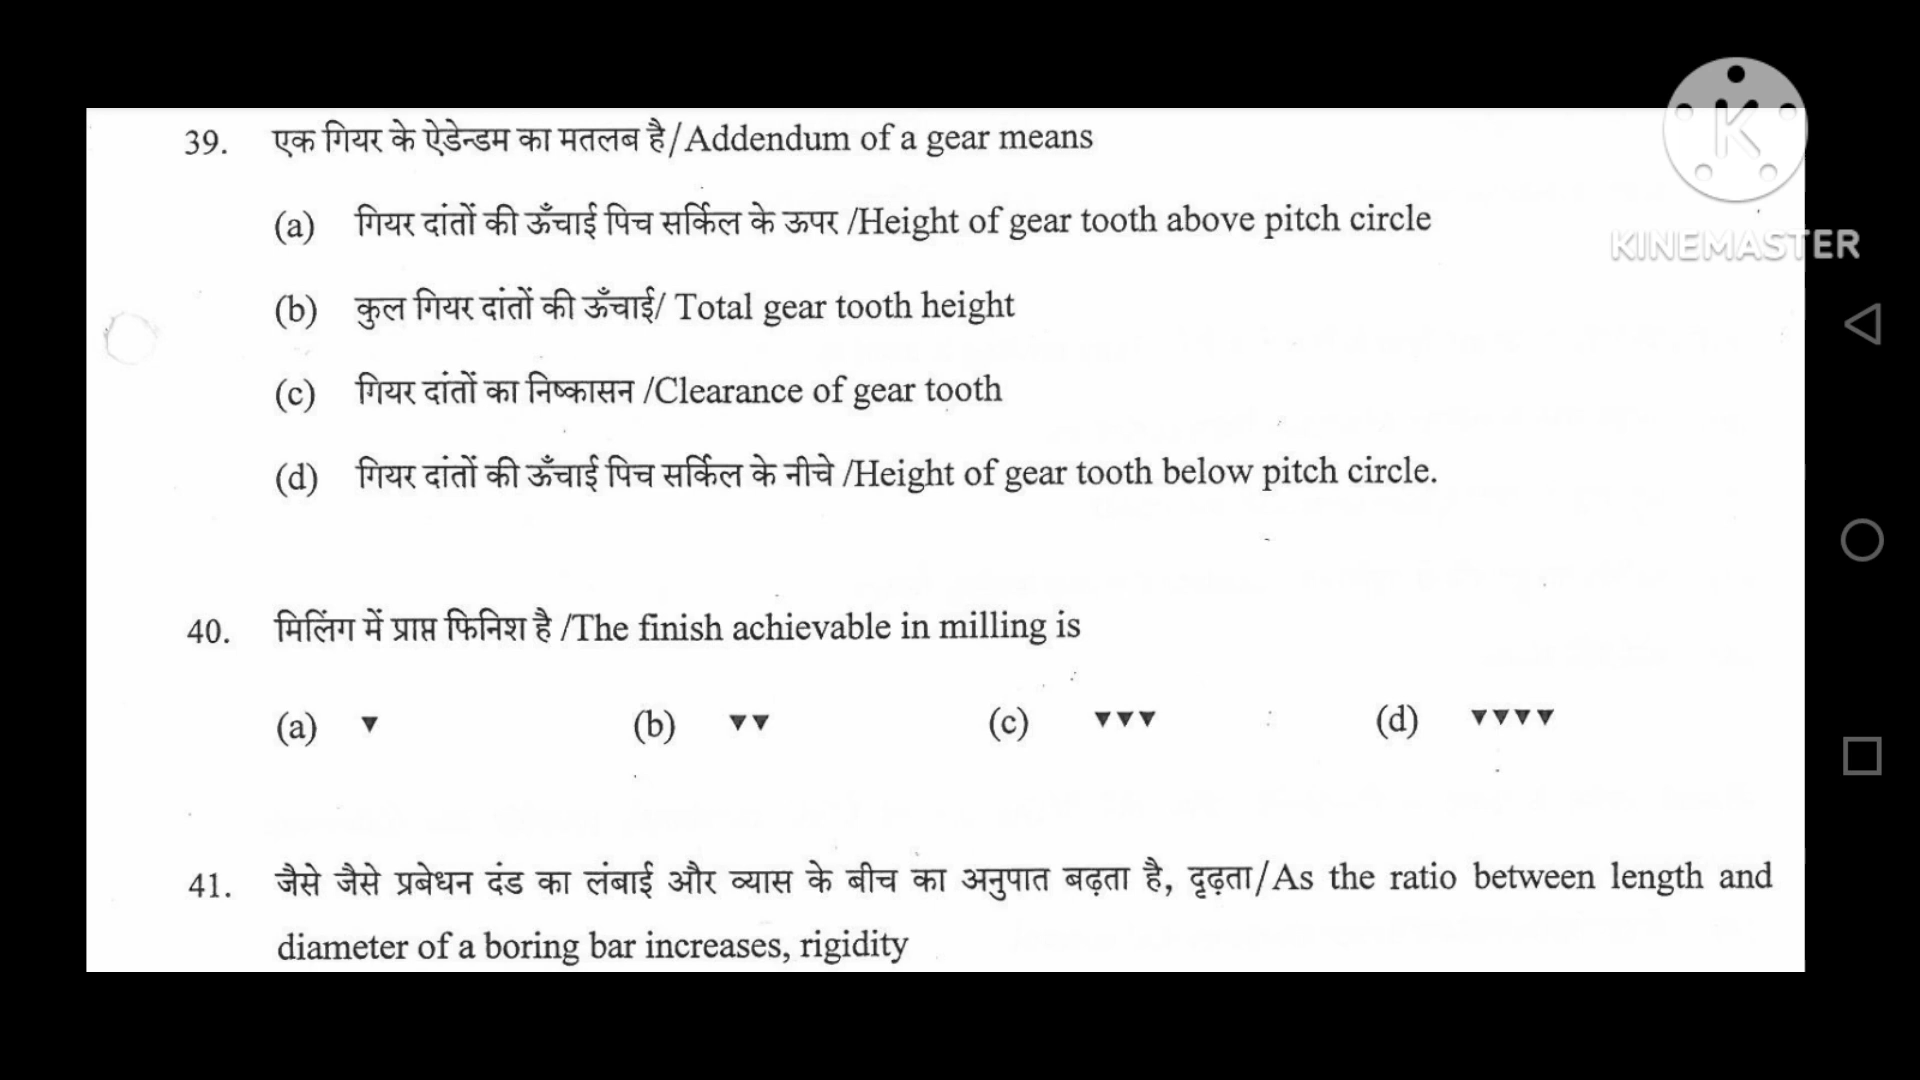 39. एक गियर के ऐडेन्डम का मतलब है/Addendum of a gear means
(a) गियर दांतों की ऊँचाई पिच सर्किल के ऊपर /Height of gear tooth above pitch circle
(b) कुल गियर दांतों की ऊँचाई/ Total gear tooth height
(c) गियर दांतों का निष्कासन /Clearance of gear tooth
(d) गियर दांतों की ऊँचाई पिच सर्किल के नीचे /Height of gear tooth below pitch circle.
40. मिलिंग में प्राप्त फिनिश है /The finish achievable in milling is
(a) ▼ (b) ▼▼ (c) ▼▼▼ (d) ▼▼▼▼
41. जैसे जैसे प्रबेधन दंड का लंबाई और व्यास के बीच का अनुपात बढ़ता है, दृढ़ता/As the ratio between length and
diameter of a boring bar increases, rigidity
K
KINEMASTER